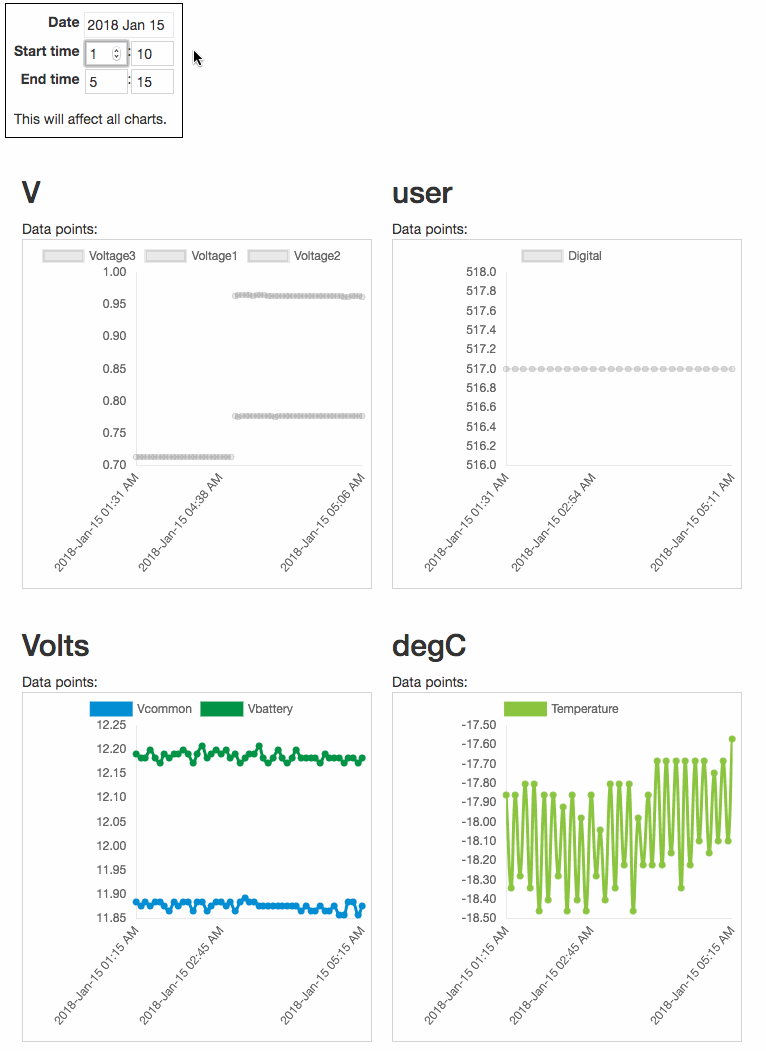 Date 2018 Jan 15
Start time 1 : 10
End time 5 : 15
This will affect all charts.
V
Data points:
Voltage3 Voltage1 Voltage2
1.00
0.95
0.90
0.85
0.80
0.75
0.70
2018-Jan-15 01:31 AM
2018-Jan-15 04:38 AM
2018-Jan-15 05:06 AM
user
Data points:
Digital
518.0
517.8
517.6
517.4
517.2
517.0
516.8
516.6
516.4
516.2
516.0
2018-Jan-15 01:31 AM
2018-Jan-15 02:54 AM
2018-Jan-15 05:11 AM
Volts
Data points:
Vcommon Vbattery
12.25
12.20
12.15
12.10
12.05
12.00
11.95
11.90
11.85
2018-Jan-15 01:15 AM
2018-Jan-15 02:45 AM
2018-Jan-15 05:15 AM
degC
Data points:
Temperature
-17.50
-17.60
-17.70
-17.80
-17.90
-18.00
-18.10
-18.20
-18.30
-18.40
-18.50
2018-Jan-15 01:15 AM
2018-Jan-15 02:45 AM
2018-Jan-15 05:15 AM